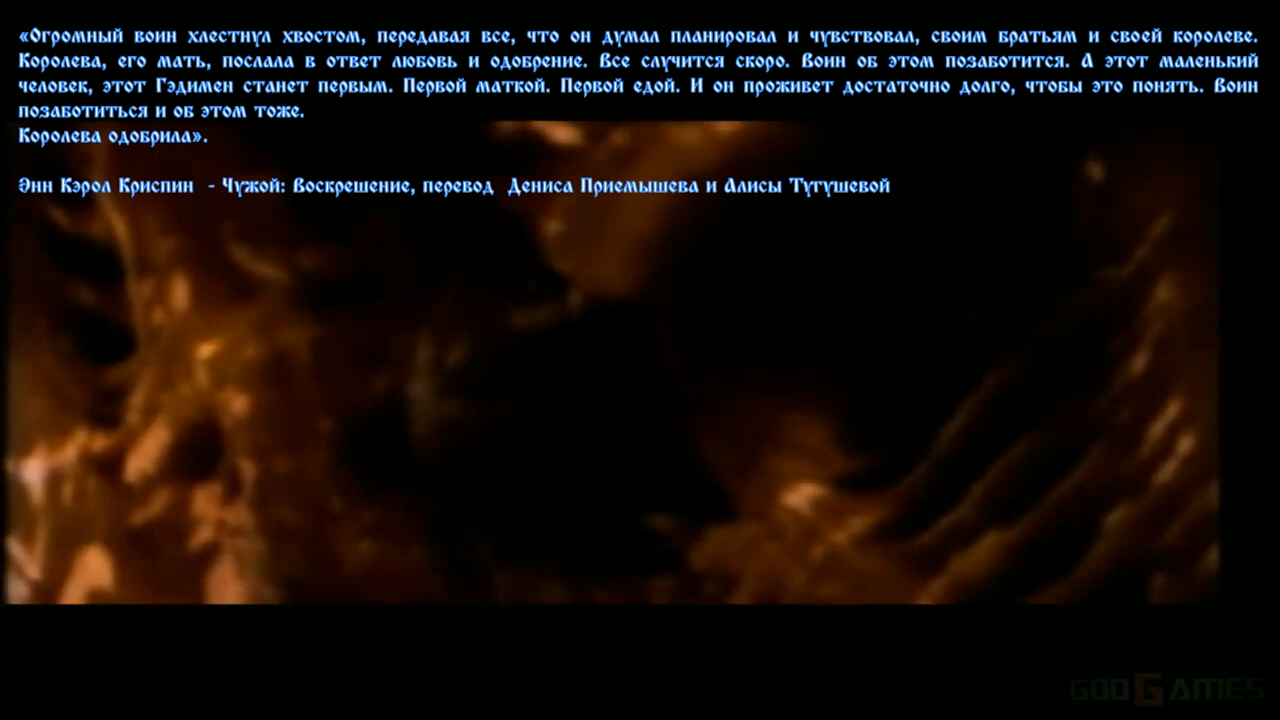 «Огромный воин хлестнул хвостом, передавая все, что он думал планировал и чувствовал, своим братьям и своей королеве.
Королева, его мать, послала в ответ любовь и одобрение. Все случится скоро. Воин об этом позаботится. А этот маленький
человек, этот Гэдимен станет первым. Первой маткой. Первой едой. И он проживет достаточно долго, чтобы это понять. Воин
позаботиться и об этом тоже.
Королева одобрила».
Энн Кэрол Криспин - Чужой: Воскрешение, перевод Дениса Приемышева и Алисы Тугушевой
GODGAMES